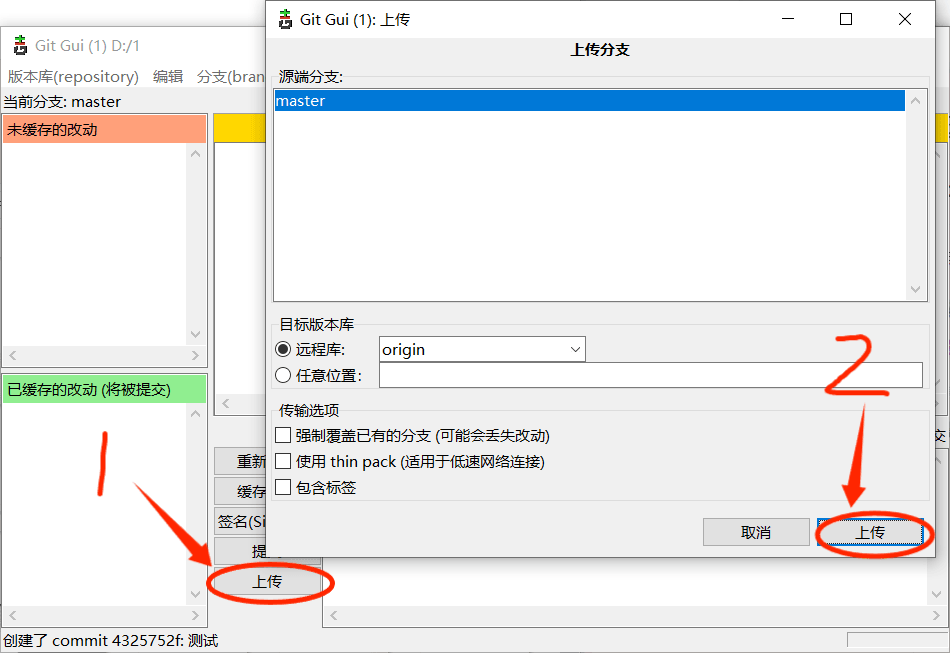 Git Gui (1): 上传
上传分支
源端分支:
master
目标版本库
远程库:
origin
任意位置:
传输选项
强制覆盖已有的分支 (可能会丢失改动)
使用 thin pack (适用于低速网络连接)
包含标签
取消
上传
2
Git Gui (1) D:/1
版本库(repository) 编辑 分支(bran
当前分支: master
未缓存的改动
已缓存的改动 (将被提交)
1
重新
缓存
签名(Si
提
上传
交
创建了 commit 4325752f: 测试